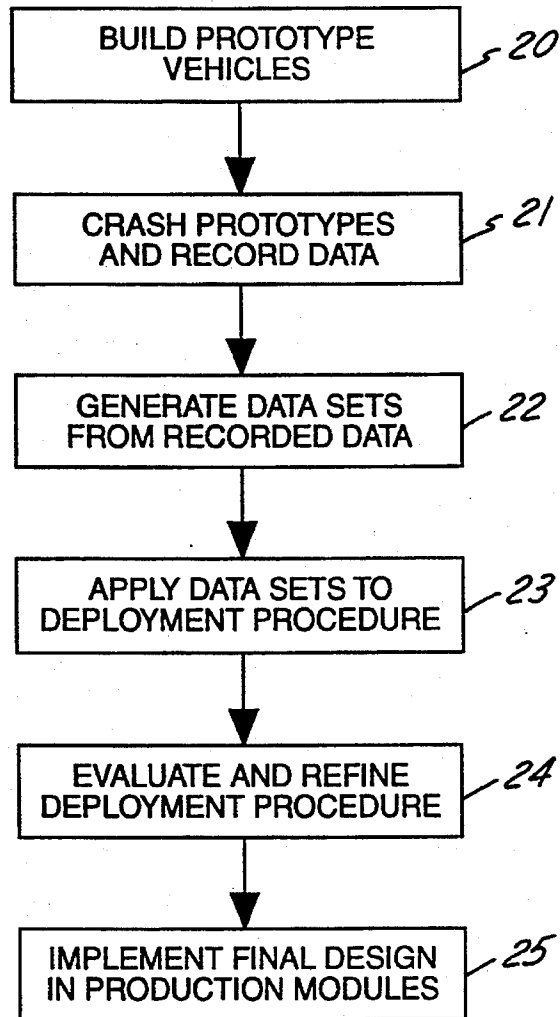 BUILD PROTOTYPE
VEHICLES
20
CRASH PROTOTYPES
AND RECORD DATA
21
GENERATE DATA SETS
FROM RECORDED DATA
22
APPLY DATA SETS TO
DEPLOYMENT PROCEDURE
23
EVALUATE AND REFINE
DEPLOYMENT PROCEDURE
24
IMPLEMENT FINAL DESIGN
IN PRODUCTION MODULES
25